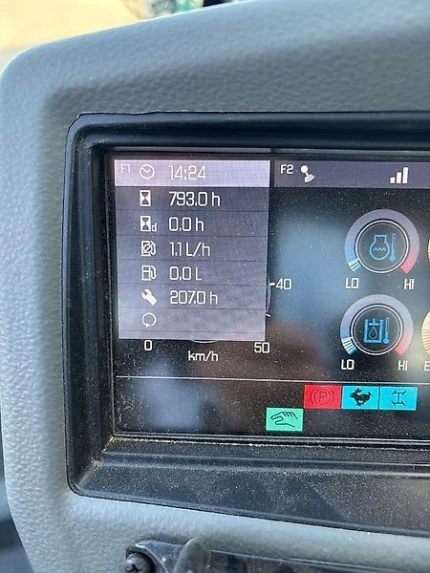 F1 14:24 F2
793.0 h
d 0.0 h
1.1 L/h
0.0 L
40
207.0 h
LO HI
0 50
km/h
LO HI E
(P)